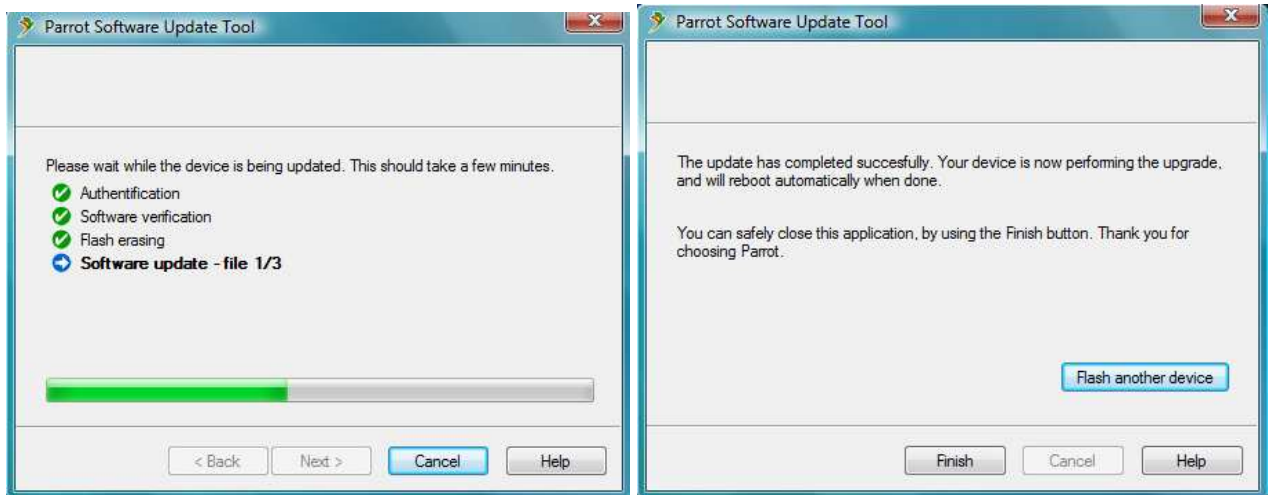 Parrot Software Update Tool
Please wait while the device is being updated. This should take a few minutes.
Authentification
Software verification
Flash erasing
Software update - file 1/3
< Back
Next >
Cancel
Help
Parrot Software Update Tool
The update has completed succesfully. Your device is now performing the upgrade,
and will reboot automatically when done.
You can safely close this application, by using the Finish button. Thank you for
choosing Parrot.
Flash another device
Finish
Cancel
Help